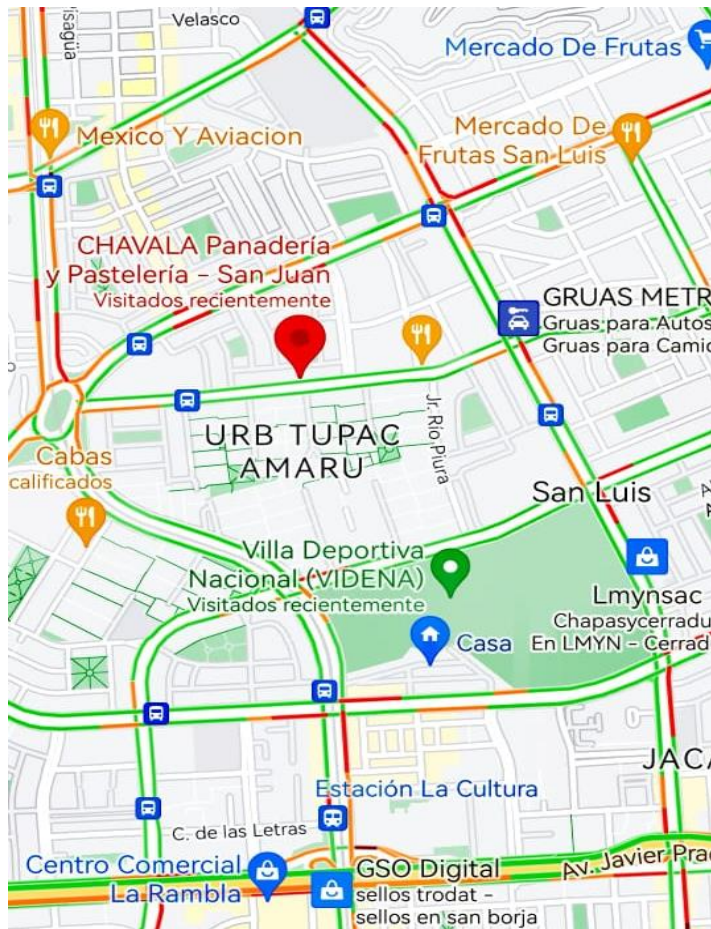 Velasco
Mercado De Frutas
Mexico Y Aviacion
Mercado De
Frutas San Luis
CHAVALA Panadería
y Pastelería – San Juan
Visitados recientemente
GRUAS METR
Gruas para Autos
Gruas para Camic
URB TUPAC
AMARU
Jr. Río Piura
Cabas
calificados
San Luis
Villa Deportiva
Nacional (VIDENA)
Visitados recientemente
Lmynsac
Chapasycerradu
En LMYN – Cerrad
Casa
JACA
Estación La Cultura
C. de las Letras
Centro Comercial
La Rambla
GSO Digital
sellos trodat –
sellos en san borja
Av. Javier Prad